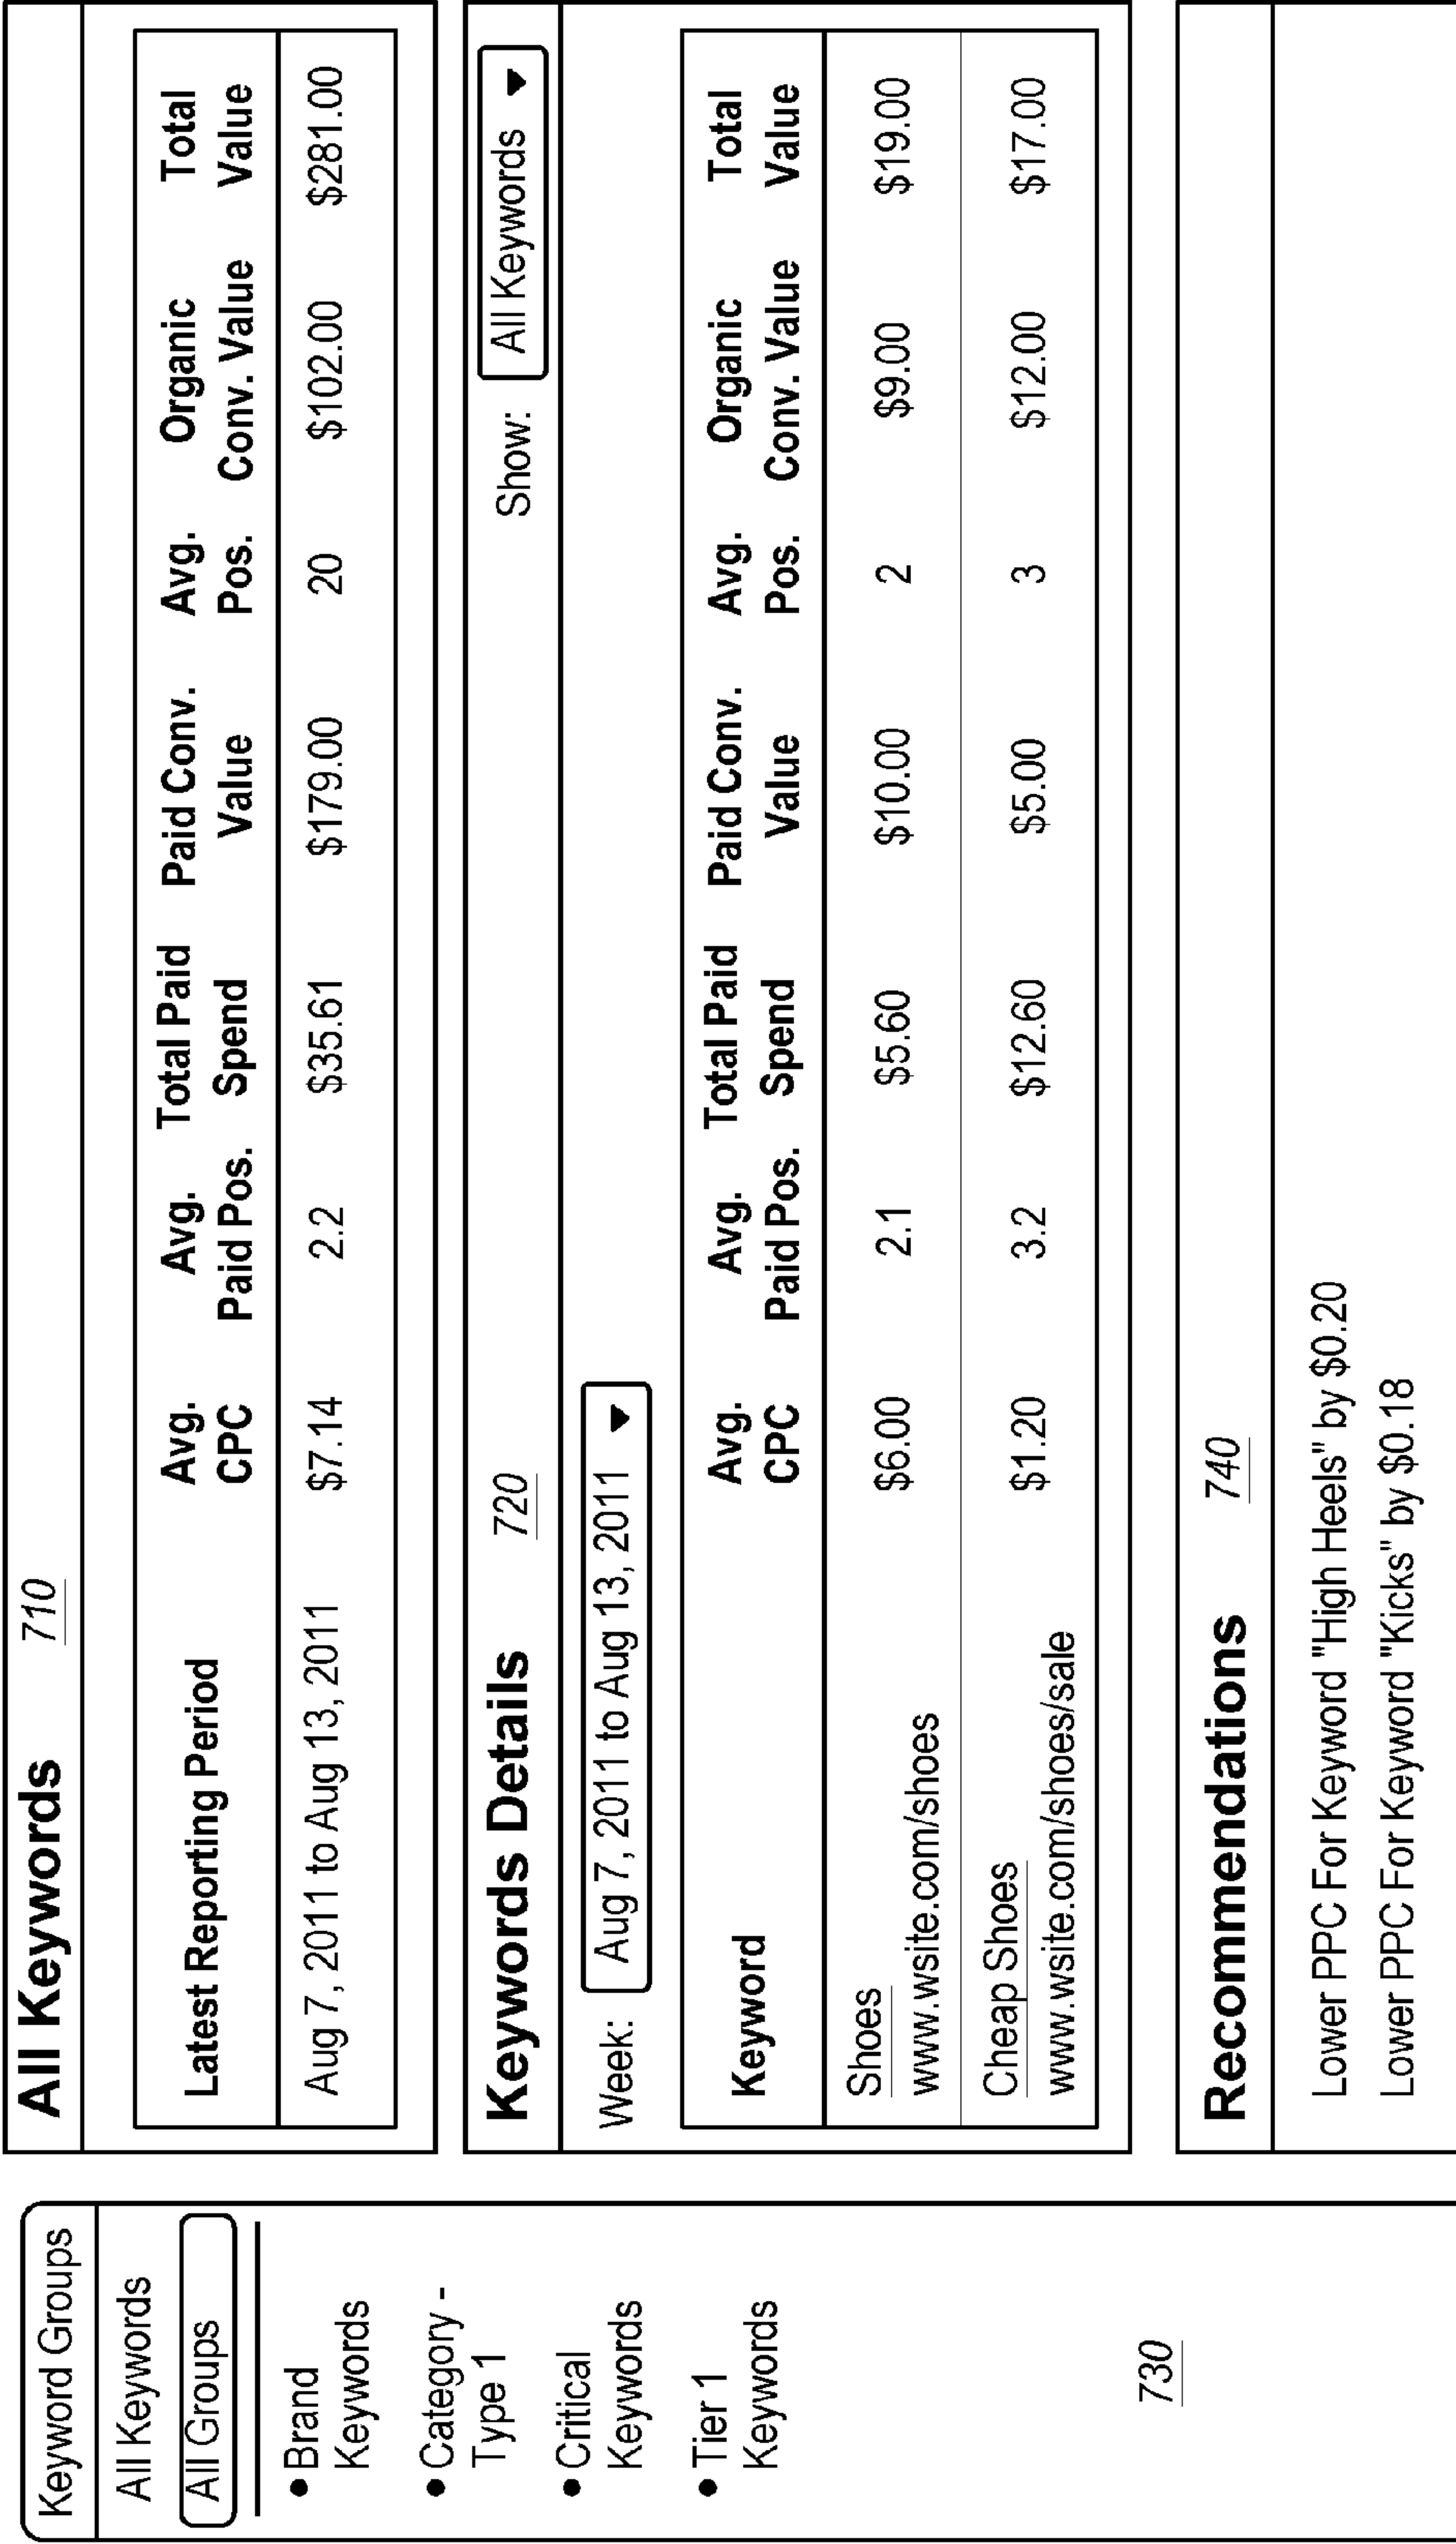 Keyword Groups
All Keywords
All Groups
• Brand
Keywords
• Category -
Type 1
• Critical
Keywords
• Tier 1
Keywords
730
All Keywords 710
Latest Reporting Period Avg. Avg. Total Paid Paid Conv. Avg. Organic Total
CPC Paid Pos. Spend Value Pos. Conv. Value Value
Aug 7, 2011 to Aug 13, 2011 $7.14 2.2 $35.61 $179.00 20 $102.00 $281.00
Keywords Details 720 Show: All Keywords ▼
Week: Aug 7, 2011 to Aug 13, 2011 ▼
Keyword Avg. Avg. Total Paid Paid Conv. Avg. Organic Total
CPC Paid Pos. Spend Value Pos. Conv. Value Value
Shoes
www.wsite.com/shoes $6.00 2.1 $5.60 $10.00 2 $9.00 $19.00
Cheap Shoes
www.wsite.com/shoes/sale $1.20 3.2 $12.60 $5.00 3 $12.00 $17.00
Recommendations 740
Lower PPC For Keyword "High Heels" by $0.20
Lower PPC For Keyword "Kicks" by $0.18